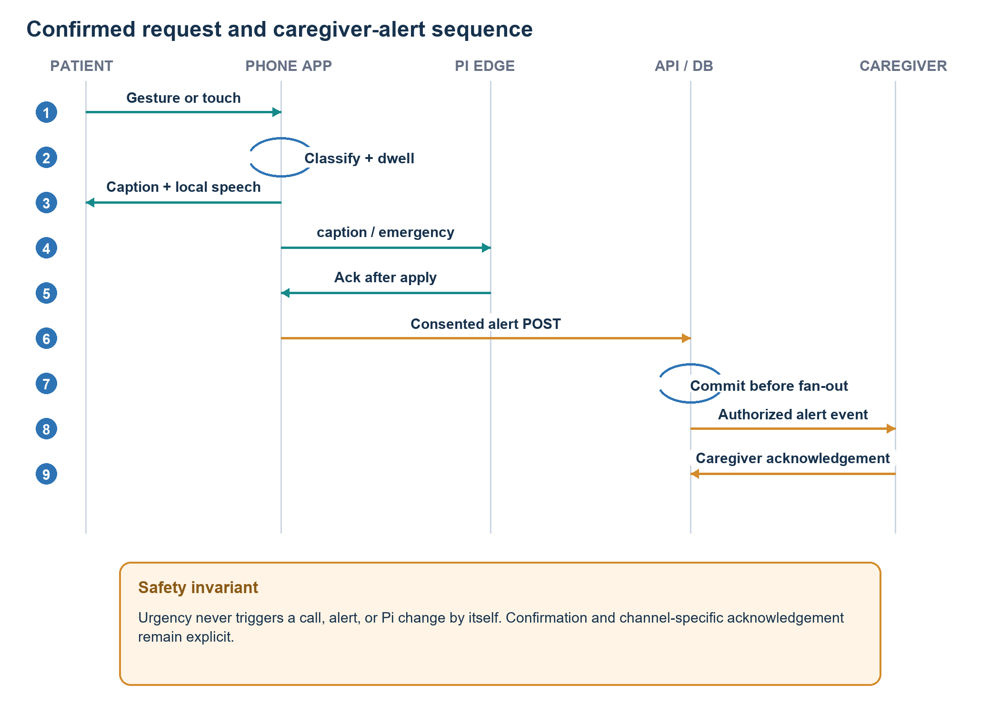 Confirmed request and caregiver-alert sequence
PATIENT PHONE APP PI EDGE API / DB CAREGIVER
Gesture or touch
1
2
Classify + dwell
Caption + local speech
3
caption / emergency
4
Ack after apply
5
Consented alert POST
6
7
Commit before fan-out
Authorized alert event
8
Caregiver acknowledgement
9
Safety invariant
Urgency never triggers a call, alert, or Pi change by itself. Confirmation and channel-specific acknowledgement
remain explicit.